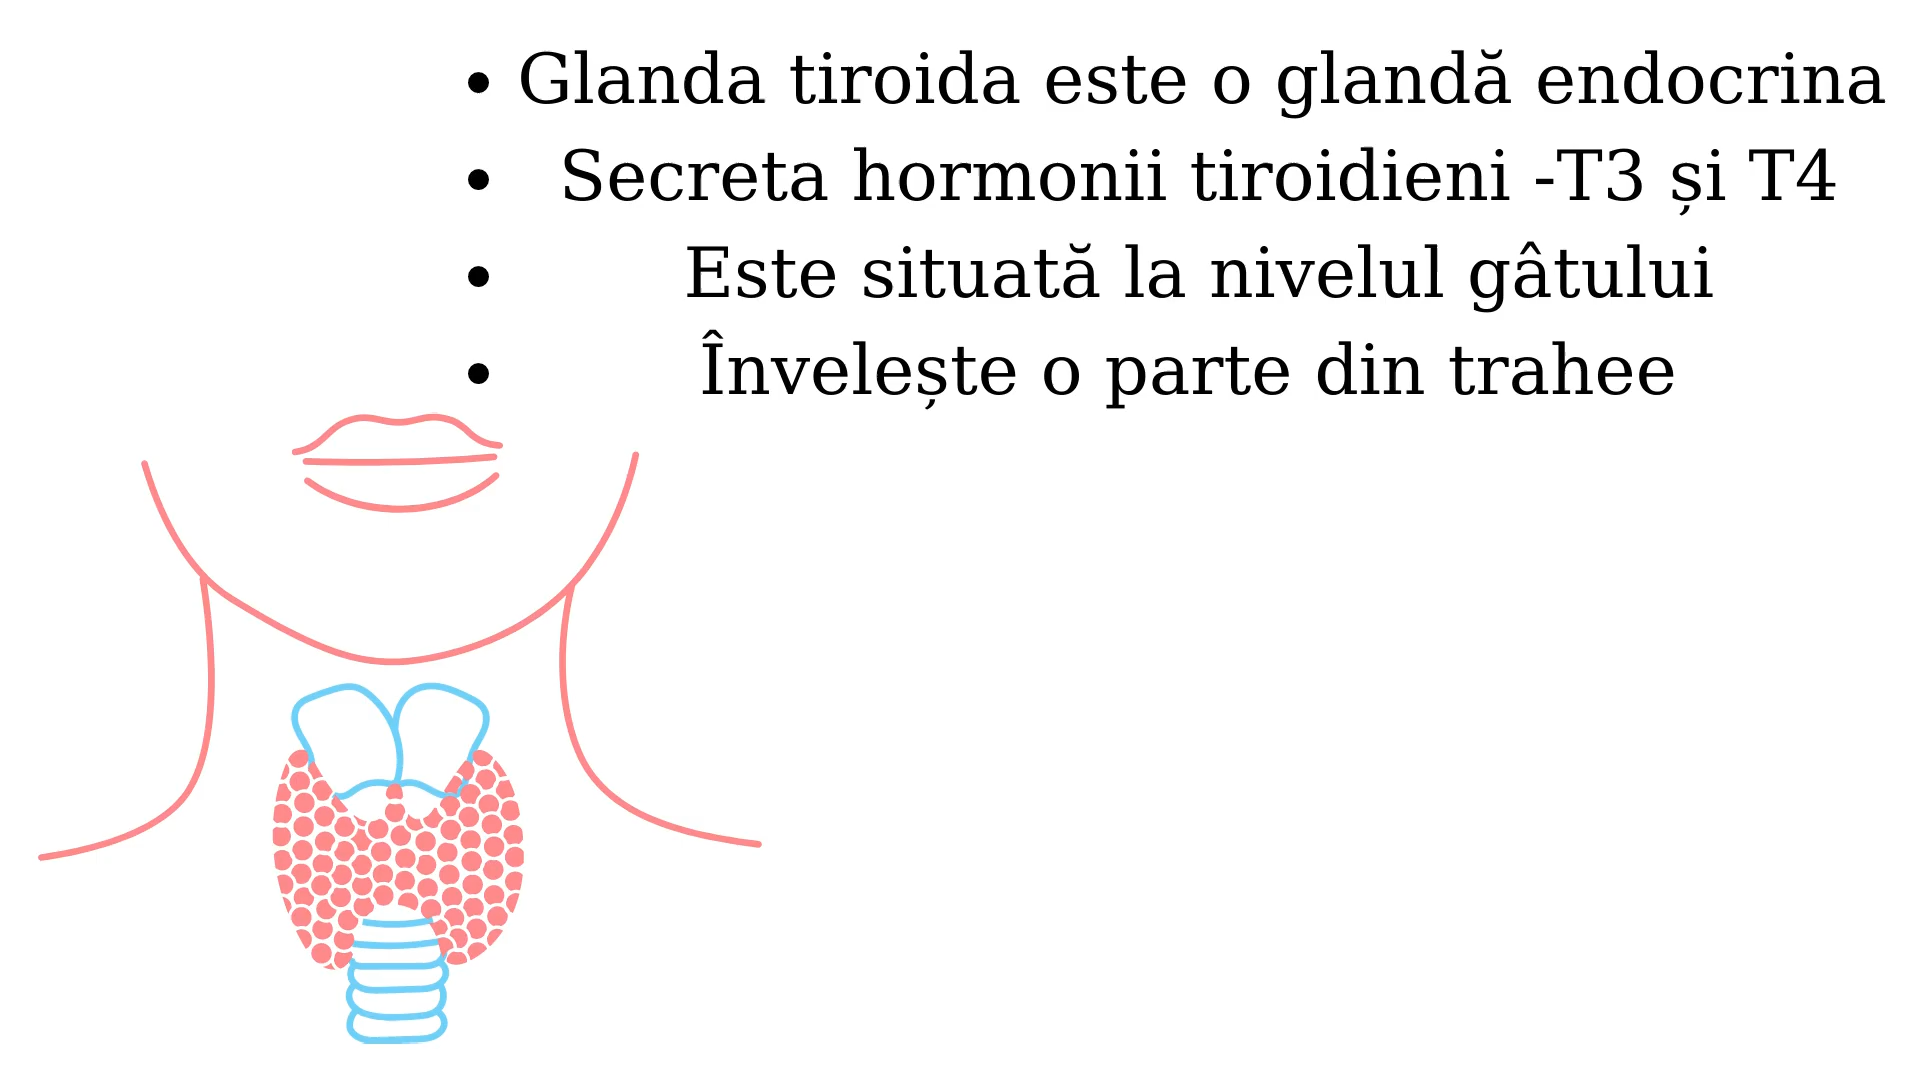 • Glanda tiroida este o glandă endocrina
• Secreta hormonii tiroidieni -T3 și T4
• Este situată la nivelul gâtului
• Învelește o parte din trahee